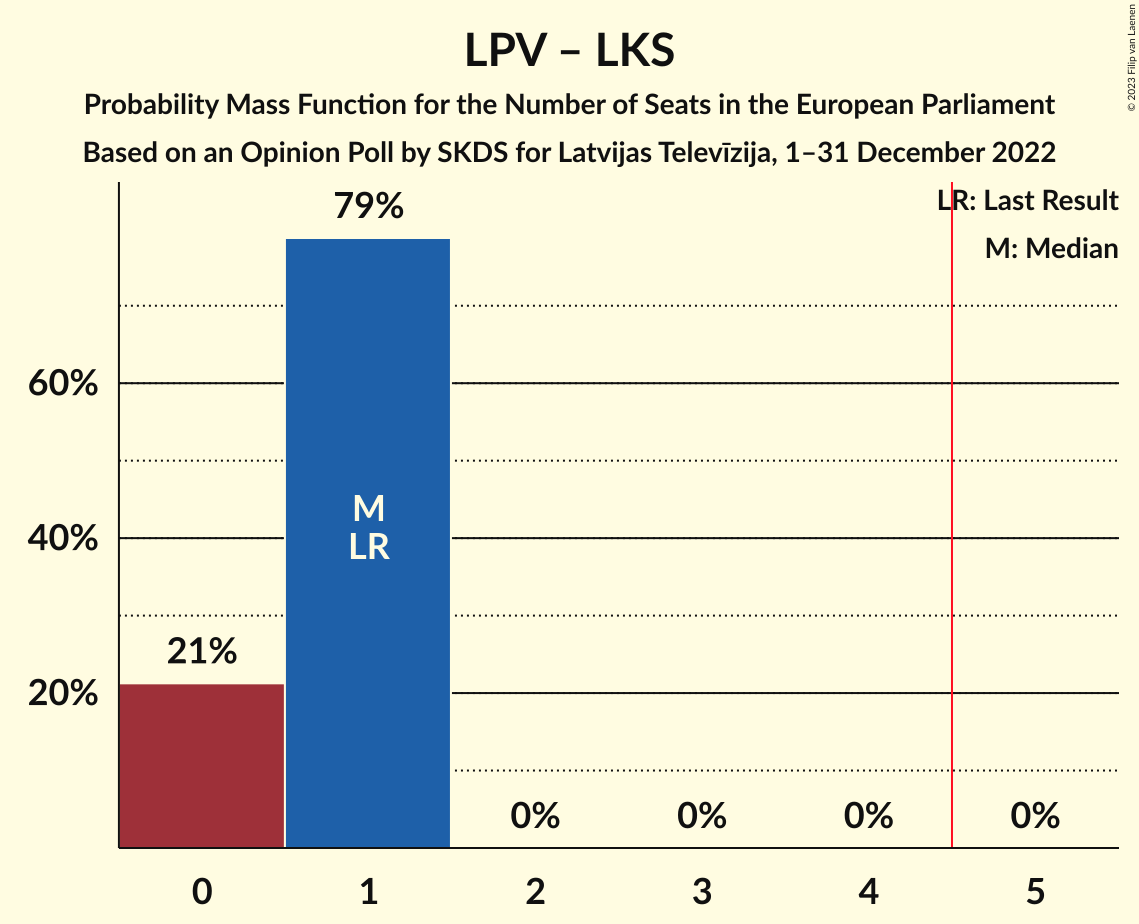 LPV – LKS
Probability Mass Function for the Number of Seats in the European Parliament
Based on an Opinion Poll by SKDS for Latvijas Televīzija, 1–31 December 2022
© 2023 Filip van Laenen
LR: Last Result
M: Median
79%
60%
M
LR
40%
21%
20%
0%
0%
0%
0%
0
1
2
3
4
5